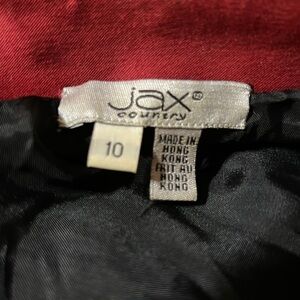 Jax®
country
10
MADE IN
HONG
KONG
FAIT AU
HONG
KONG